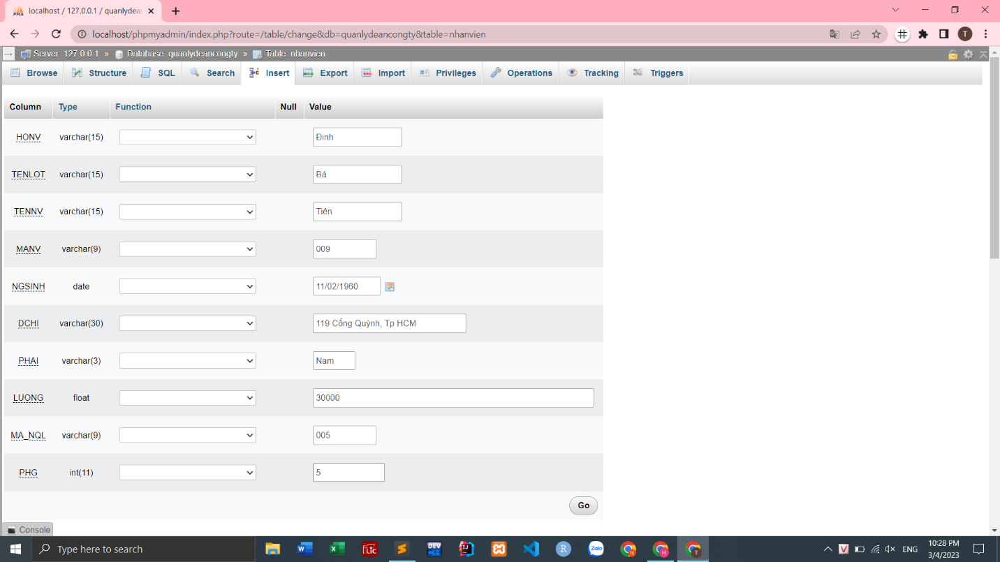 localhost / 127.0.0.1 / quanlydean
localhost/phpmyadmin/index.php?route=/table/change&db=quanlydeancongty&table=nhanvien
T
Server: 127.0.0.1 » Database: quanlydeancongty » Table: nhanvien
Browse Structure SQL Search Insert Export Import Privileges Operations Tracking Triggers
Column Type Function Null Value
HONV varchar(15) Đinh
TENLOT varchar(15) Bá
TENNV varchar(15) Tiên
MANV varchar(9) 009
NGSINH date 11/02/1960
DCHI varchar(30) 119 Cống Quỳnh, Tp HCM
PHAI varchar(3) Nam
LUONG float 30000
MA_NQL varchar(9) 005
PHG int(11) 5
Go
Console
Type here to search
ENG
10:28 PM
3/4/2023